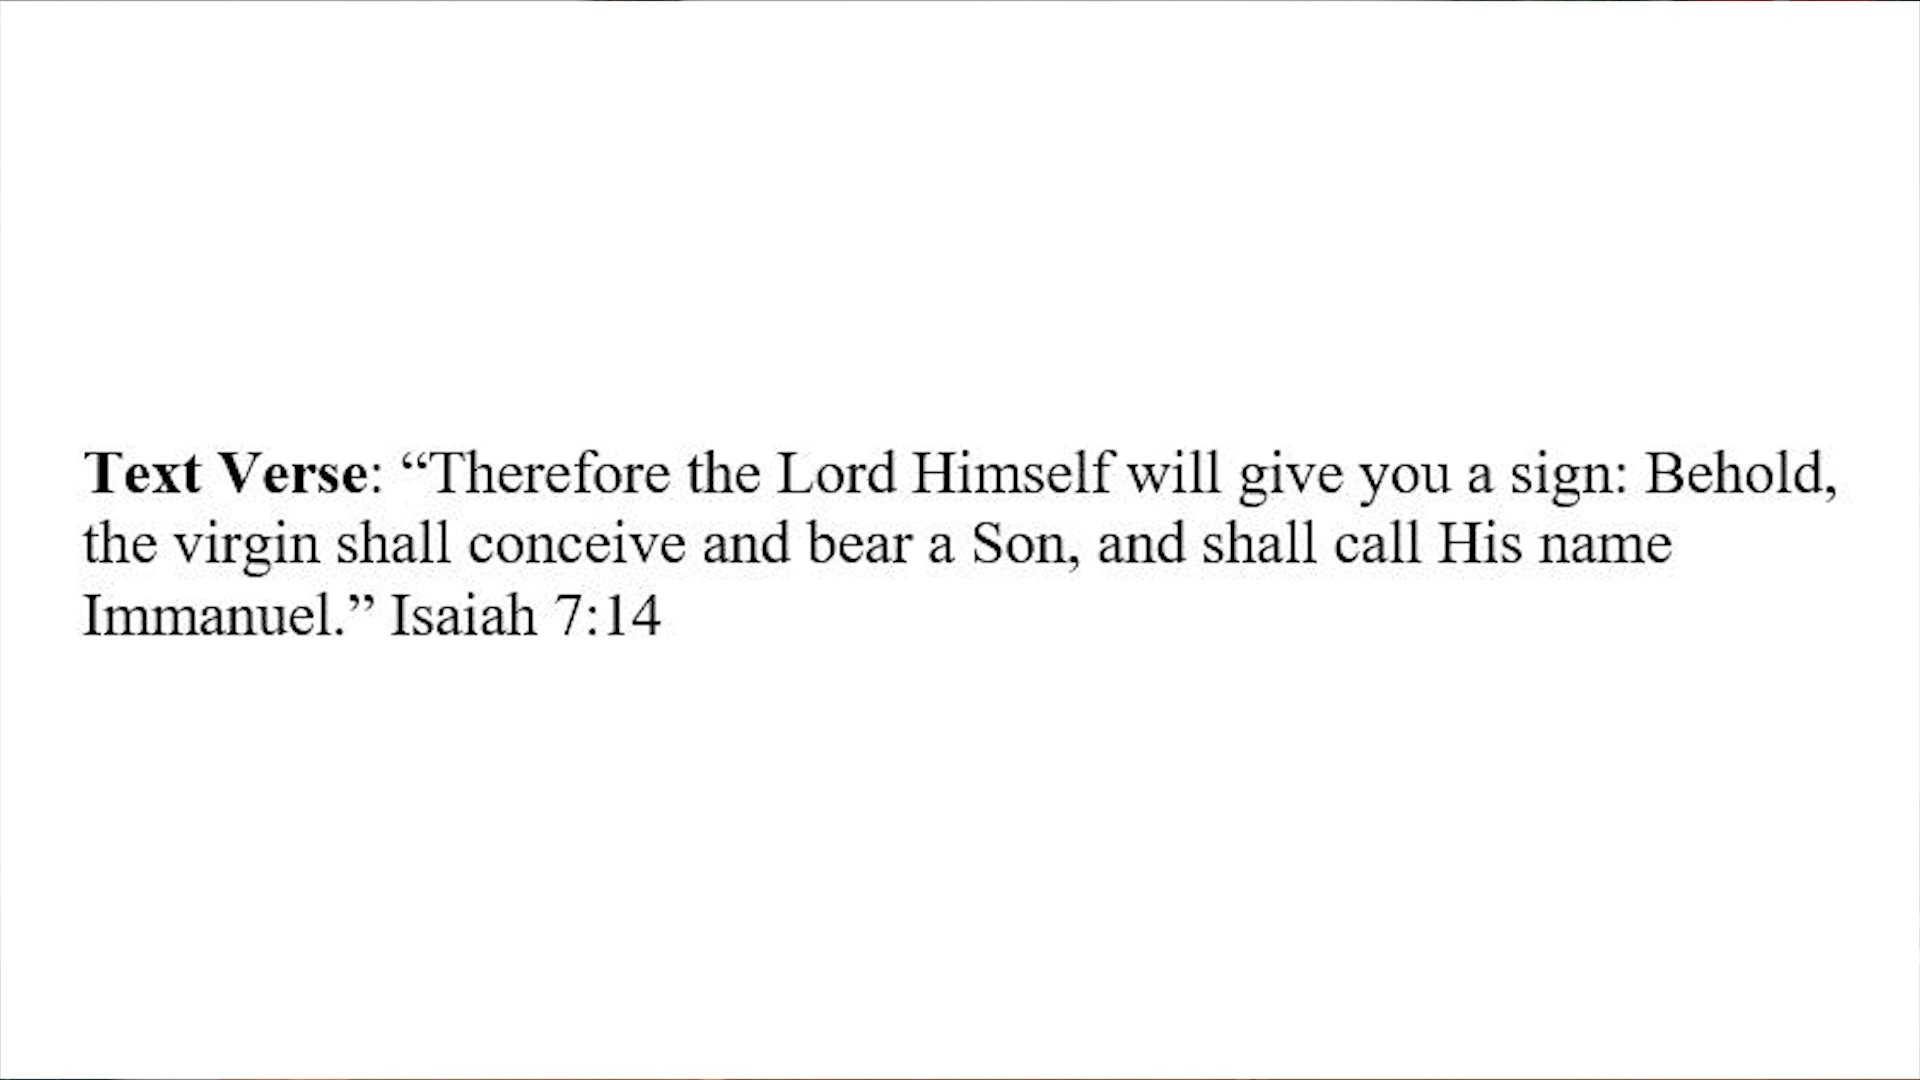 Text Verse: “Therefore the Lord Himself will give you a sign: Behold,
the virgin shall conceive and bear a Son, and shall call His name
Immanuel.” Isaiah 7:14